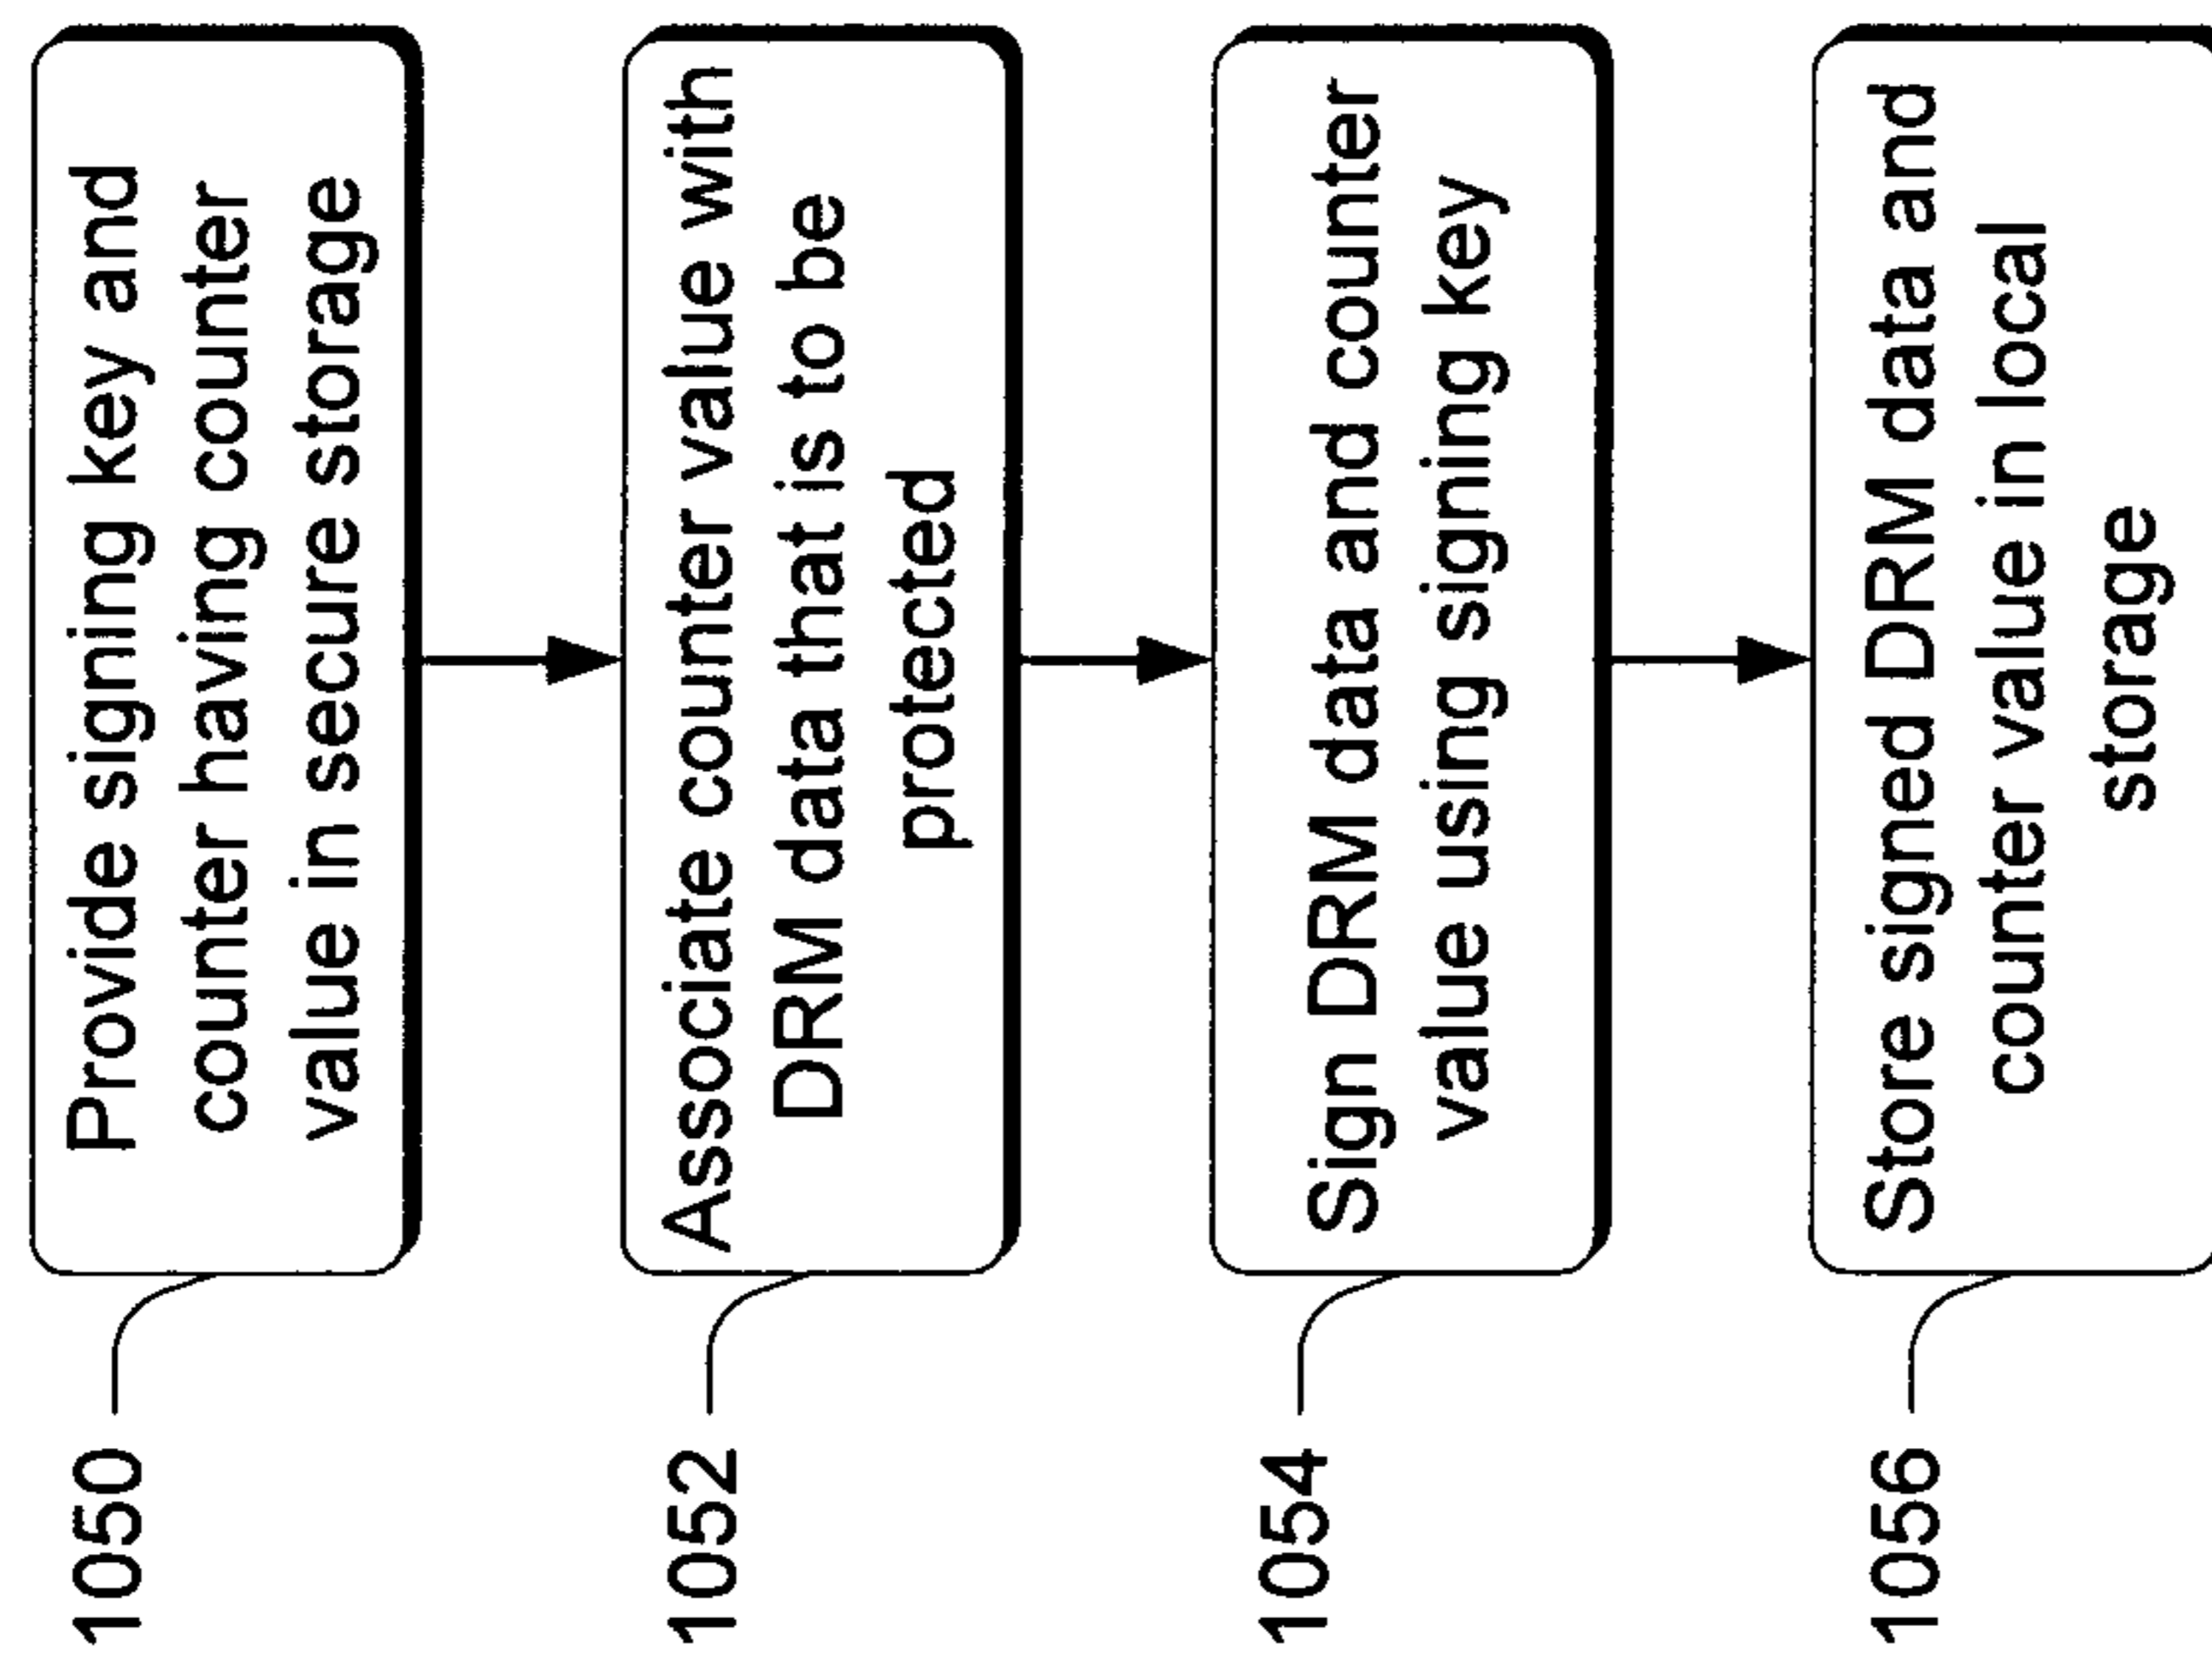 1050
Provide signing key and
counter having counter
value in secure storage
1052
Associate counter value with
DRM data that is to be
protected
1054
Sign DRM data and counter
value using signing key
1056
Store signed DRM data and
counter value in local
storage